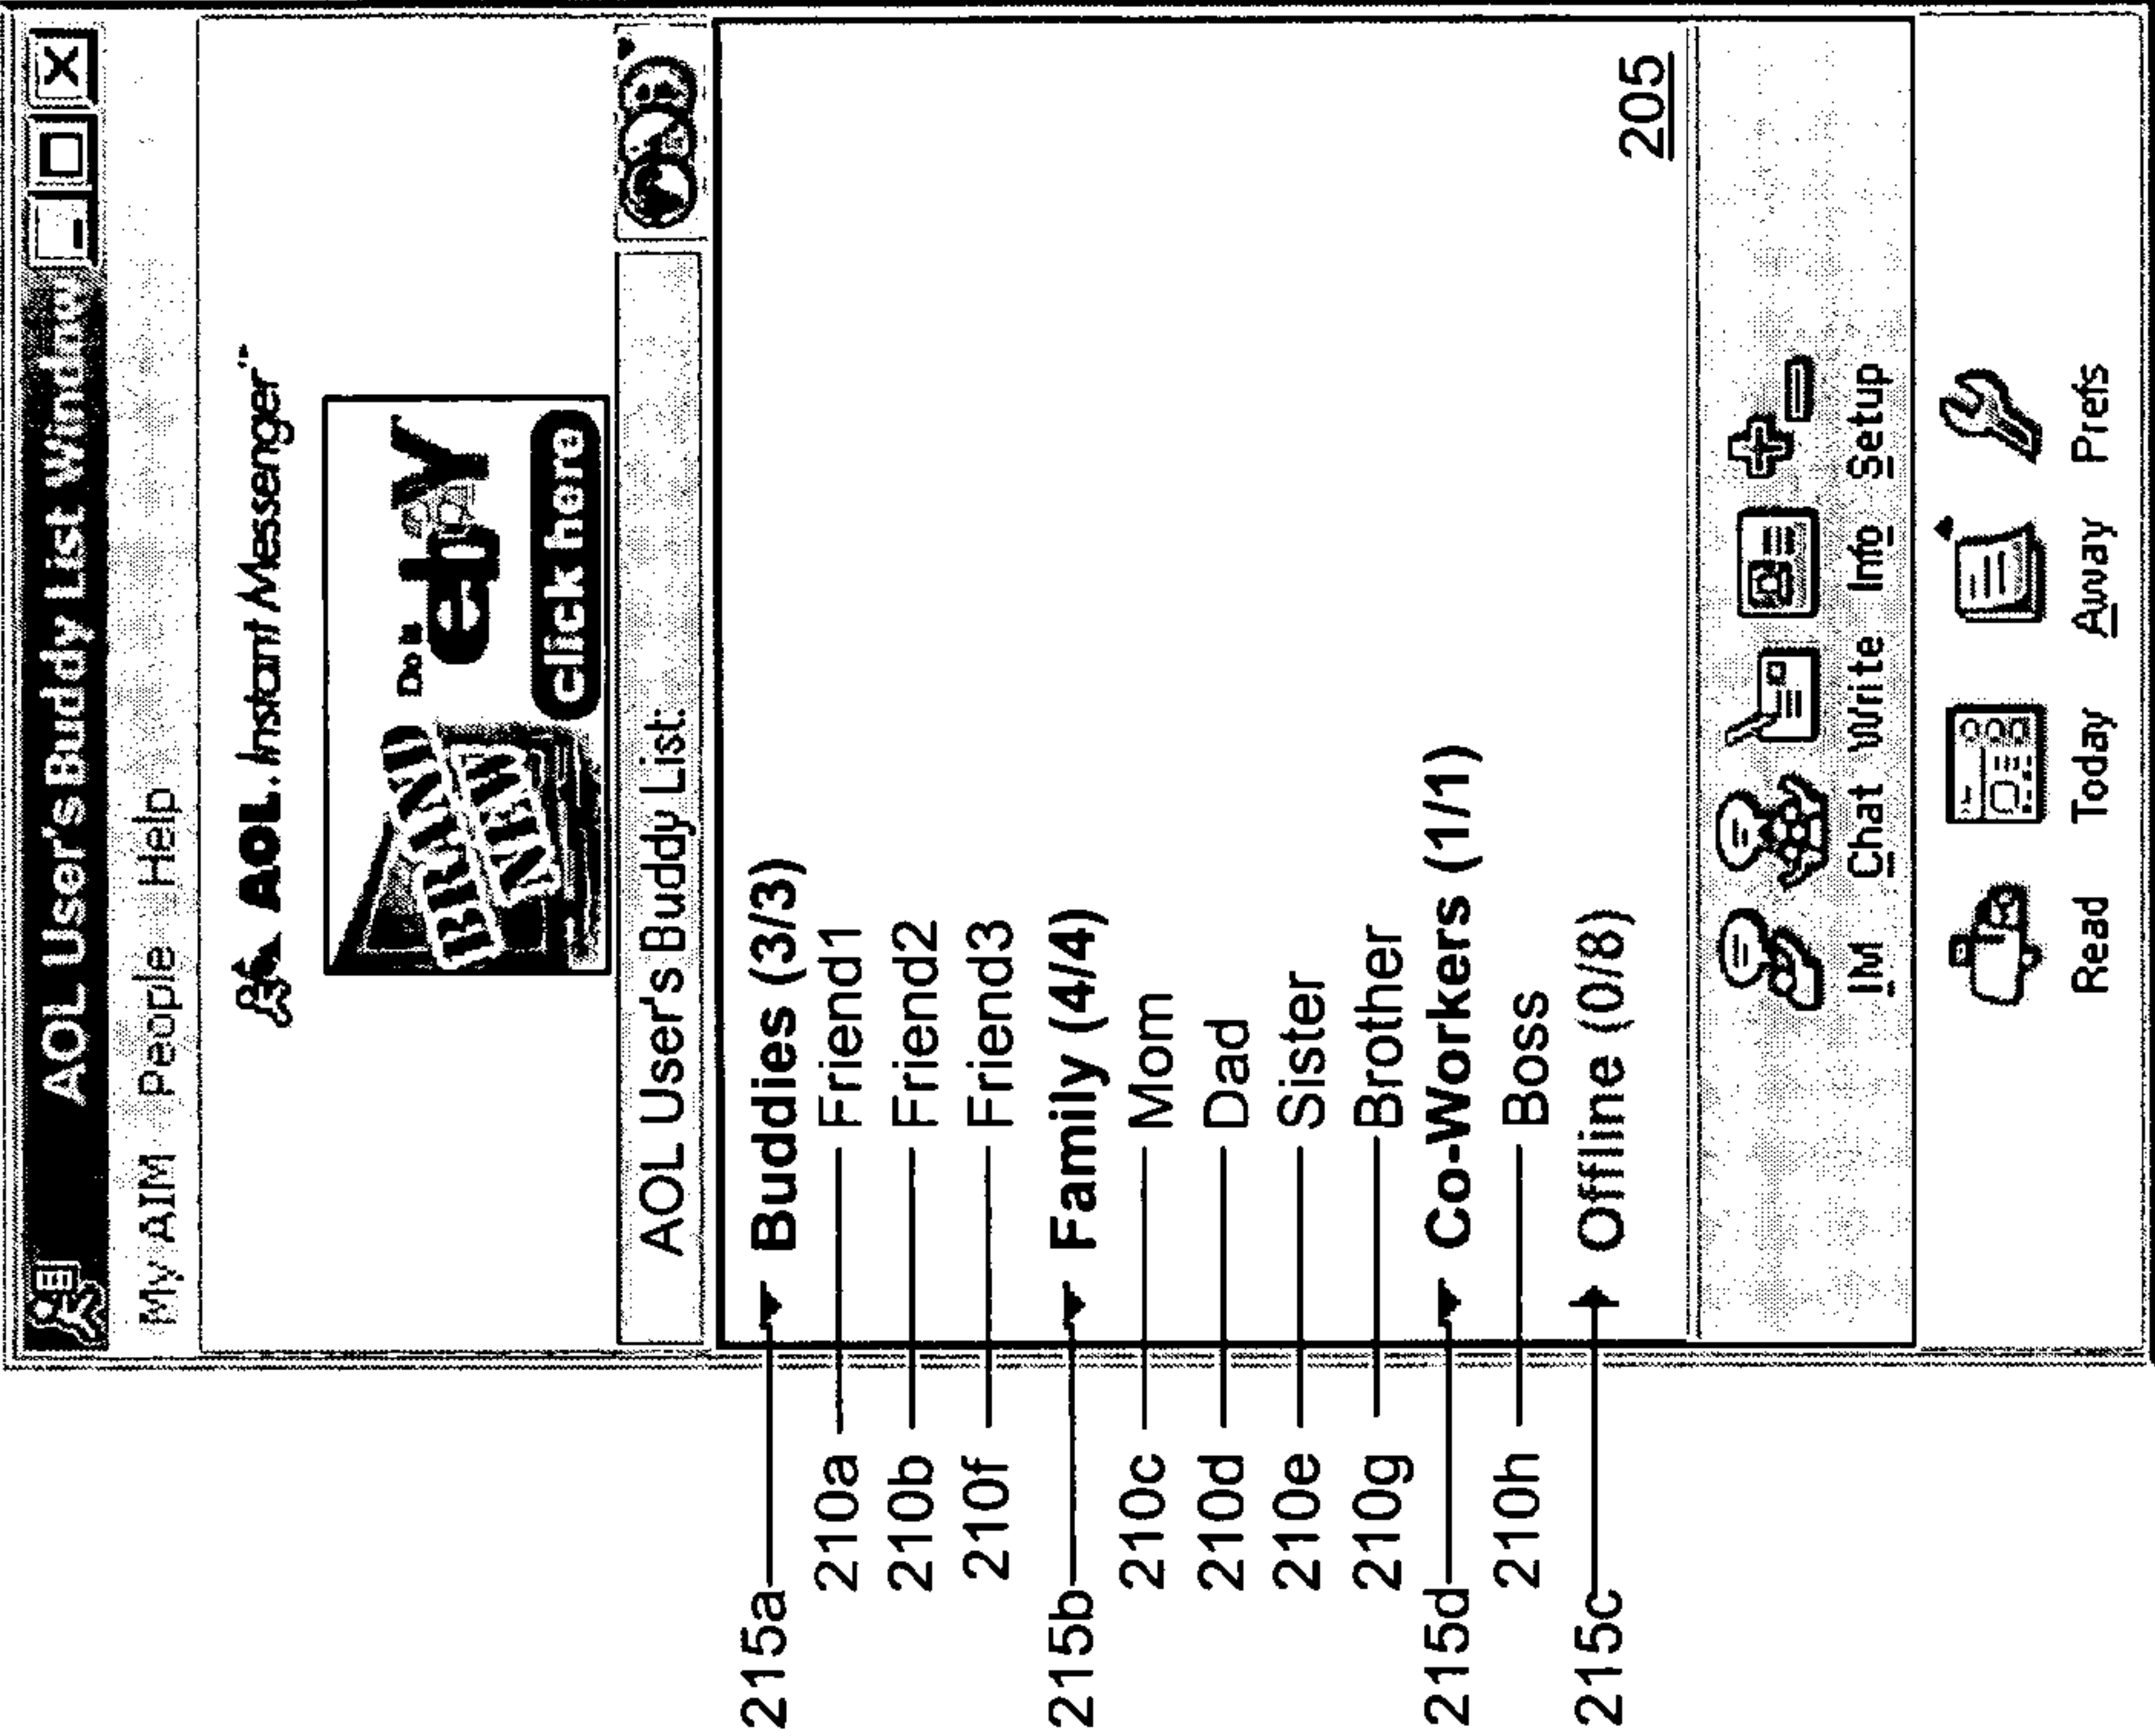 AOL User's Buddy List Window
My AIM People Help
AOL Instant Messenger™
BRAND NEW
Do it
ebay
click here
AOL User's Buddy List:
215a Buddies (3/3)
210a Friend1
210b Friend2
210f Friend3
215b Family (4/4)
210c Mom
210d Dad
210e Sister
210g Brother
215d Co-Workers (1/1)
210h Boss
215c Offline (0/8)
205
IM Chat Write Info Setup
Read Today Away Prefs